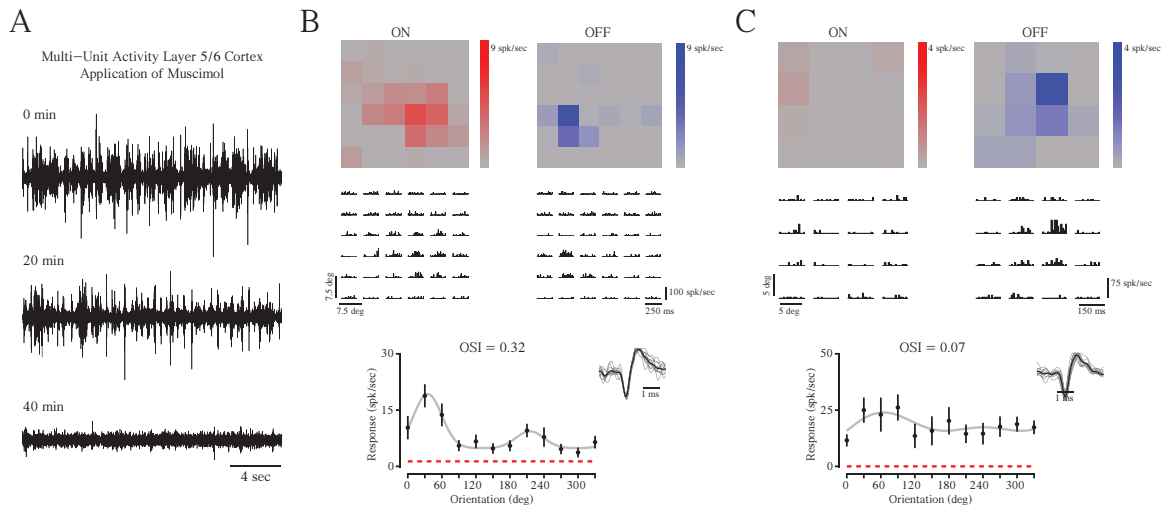 A
Multi−Unit Activity Layer 5/6 Cortex
Application of Muscimol
0 min
20 min
40 min
4 sec
B
ON
9 spk/sec
OFF
9 spk/sec
7.5 deg
7.5 deg
100 spk/sec
250 ms
OSI = 0.32
30
15
0
Response (spk/sec)
1 ms
0 60 120 180 240 300
Orientation (deg)
C
ON
4 spk/sec
OFF
4 spk/sec
5 deg
5 deg
75 spk/sec
150 ms
OSI = 0.07
50
25
0
Response (spk/sec)
1 ms
0 60 120 180 240 300
Orientation (deg)